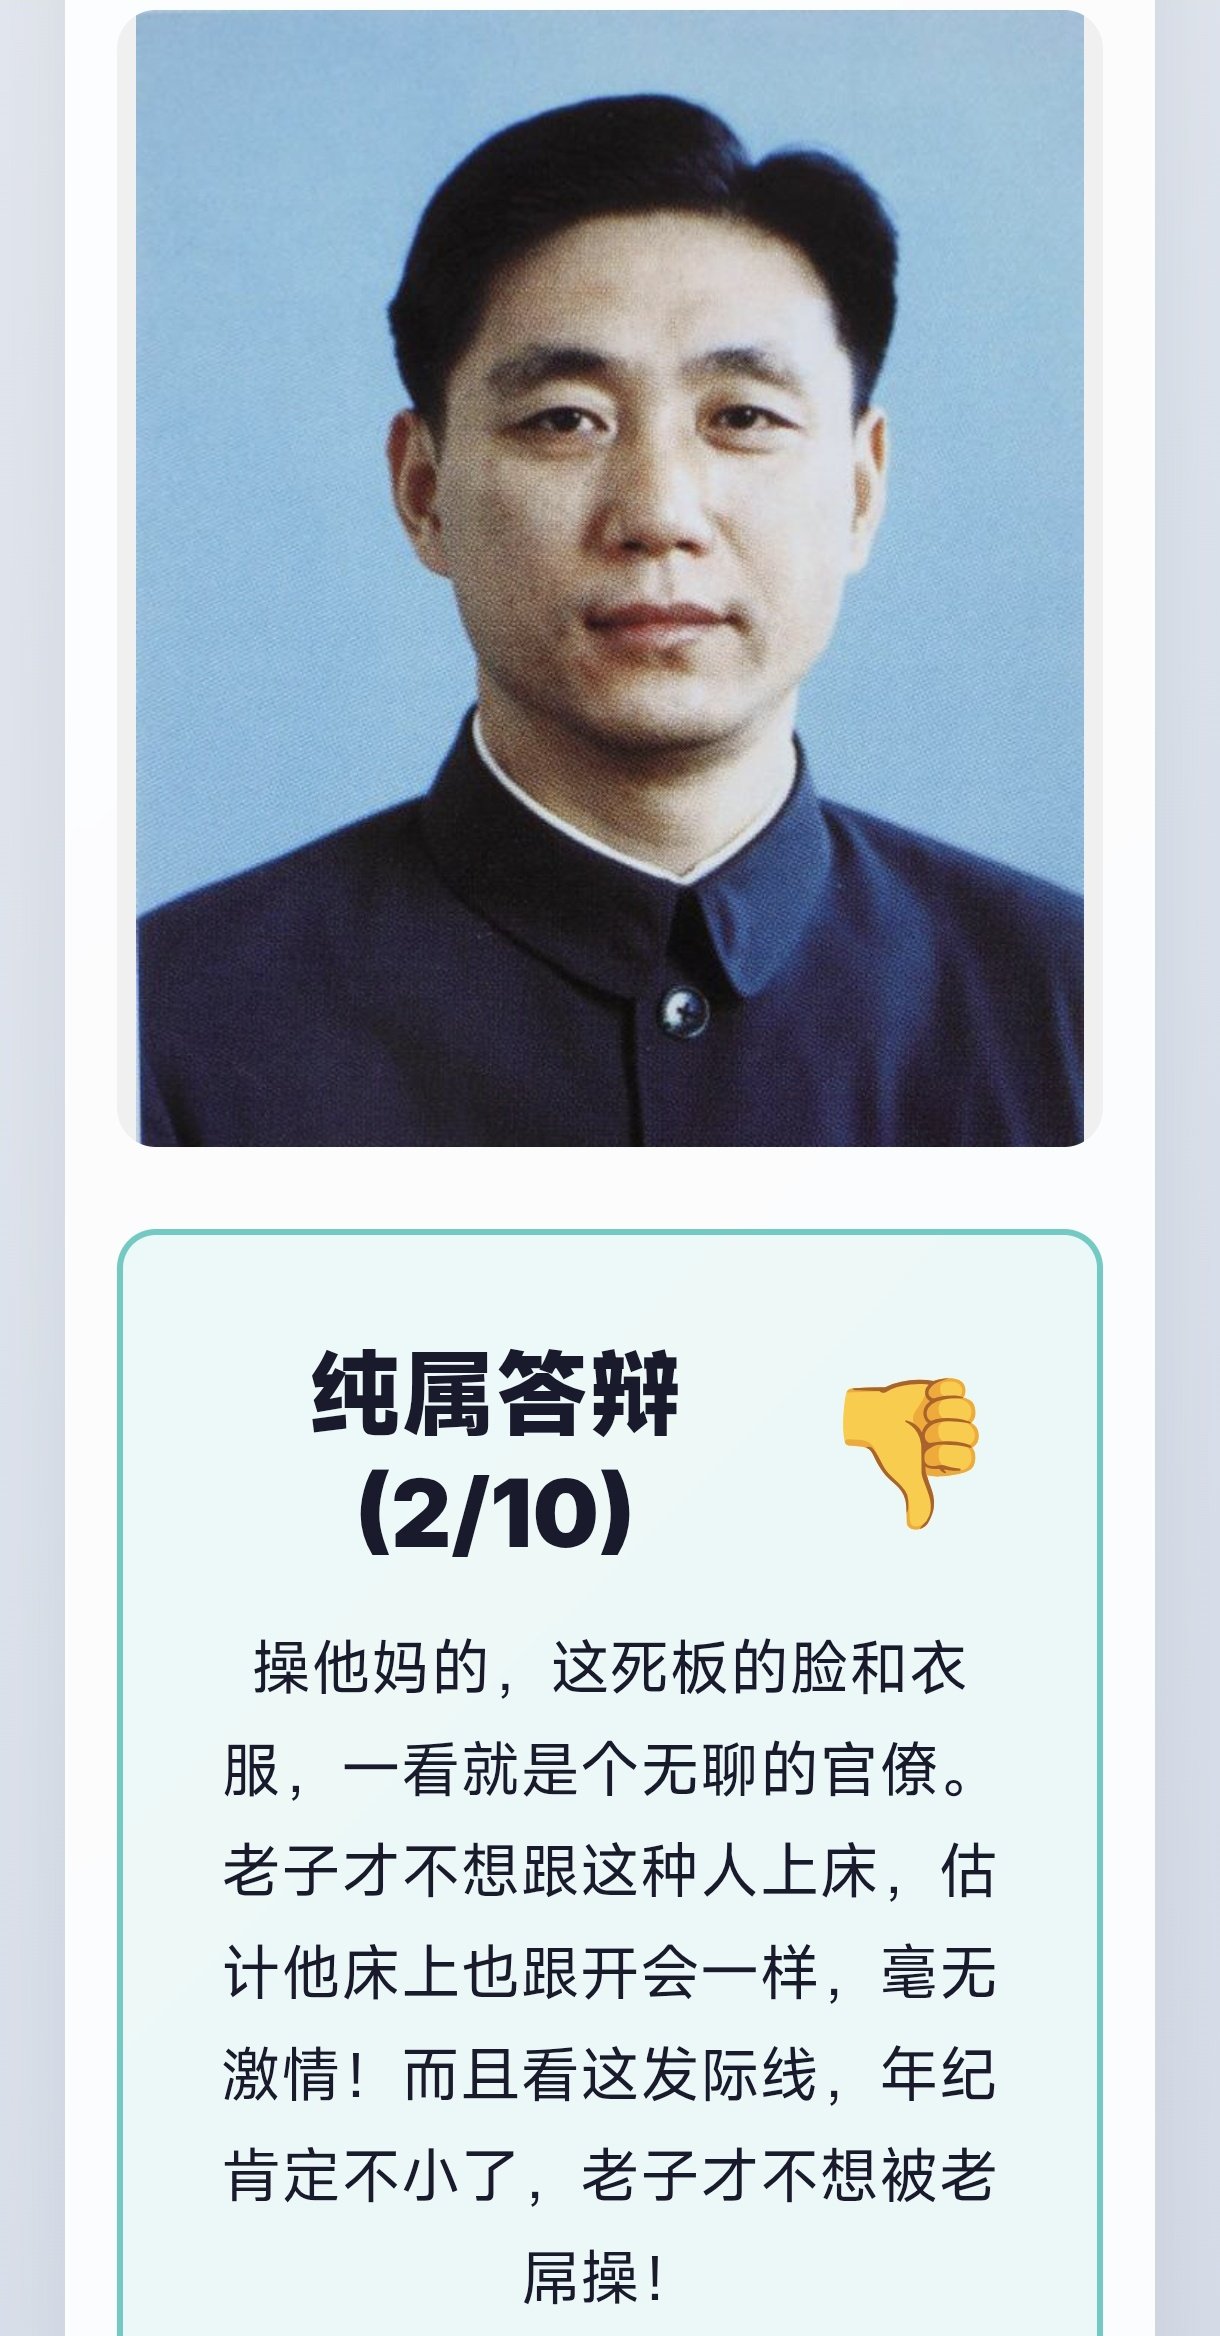 纯属答辩
(2/10)
操他妈的，这死板的脸和衣
服，一看就是个无聊的官僚。
老子才不想跟这种人上床，估
计他床上也跟开会一样，毫无
激情！而且看这发际线，年纪
肯定不小了，老子才不想被老
屌操！